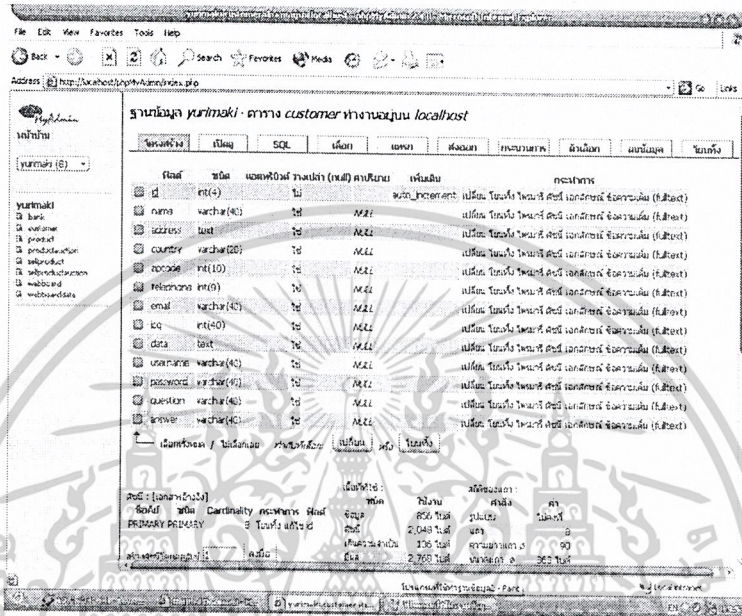 File Edit View Favorites Tools Help
Back Search Favorites Media
Address http://localhost/phpMyAdmin/index.php Go Links
ฐานข้อมูล yurimaki - ตาราง customer ทำงานอยู่บน localhost
หน้าบ้าน
yurimaki (8)
yurimaki
bank
customer
product
productauction
sellproduct
sellproductauction
webboard
webboarddata
โครงสร้าง เปิดดู SQL เลือก แทรก ส่งออก กระบวนการ ตัวเลือก ลบข้อมูล โยนทิ้ง
ฟิลด์ ชนิด แอตทริบิวต์ ว่างเปล่า (null) ค่าปริยาย เพิ่มเติม กระทำการ
id int(4) ไม่ auto_increment เปลี่ยน โยนทิ้ง ไพรมารี ดัชนี เอกลักษณ์ ข้อความเต็ม (fulltext)
name varchar(40) ใช่ NULL เปลี่ยน โยนทิ้ง ไพรมารี ดัชนี เอกลักษณ์ ข้อความเต็ม (fulltext)
address text ใช่ NULL เปลี่ยน โยนทิ้ง ไพรมารี ดัชนี เอกลักษณ์ ข้อความเต็ม (fulltext)
country varchar(20) ใช่ NULL เปลี่ยน โยนทิ้ง ไพรมารี ดัชนี เอกลักษณ์ ข้อความเต็ม (fulltext)
zipcode int(10) ใช่ NULL เปลี่ยน โยนทิ้ง ไพรมารี ดัชนี เอกลักษณ์ ข้อความเต็ม (fulltext)
telephone int(9) ใช่ NULL เปลี่ยน โยนทิ้ง ไพรมารี ดัชนี เอกลักษณ์ ข้อความเต็ม (fulltext)
email varchar(40) ใช่ NULL เปลี่ยน โยนทิ้ง ไพรมารี ดัชนี เอกลักษณ์ ข้อความเต็ม (fulltext)
icq int(40) ใช่ NULL เปลี่ยน โยนทิ้ง ไพรมารี ดัชนี เอกลักษณ์ ข้อความเต็ม (fulltext)
data text ใช่ NULL เปลี่ยน โยนทิ้ง ไพรมารี ดัชนี เอกลักษณ์ ข้อความเต็ม (fulltext)
username varchar(40) ใช่ NULL เปลี่ยน โยนทิ้ง ไพรมารี ดัชนี เอกลักษณ์ ข้อความเต็ม (fulltext)
password varchar(40) ใช่ NULL เปลี่ยน โยนทิ้ง ไพรมารี ดัชนี เอกลักษณ์ ข้อความเต็ม (fulltext)
question varchar(40) ใช่ NULL เปลี่ยน โยนทิ้ง ไพรมารี ดัชนี เอกลักษณ์ ข้อความเต็ม (fulltext)
answer varchar(40) ใช่ NULL เปลี่ยน โยนทิ้ง ไพรมารี ดัชนี เอกลักษณ์ ข้อความเต็ม (fulltext)
เลือกทั้งหมด / ไม่เลือกเลย ทำกับที่เลือก: เปลี่ยน หรือ โยนทิ้ง
ดัชนี : [เอกสารอ้างอิง]
ชื่อคีย์ ชนิด Cardinality กระทำการ ฟิลด์
PRIMARY PRIMARY 8 โยนทิ้ง แก้ไข id
เนื้อที่ที่ใช้ :
ชนิด ใช้งาน
ข้อมูล 856 ไบต์
ดัชนี 2,048 ไบต์
เกินความจำเป็น 136 ไบต์
มีผล 2,768 ไบต์
สถิติของแถว :
คำสั่ง ค่า
รูปแบบ ไม่คงที่
แถว 8
ความยาวแถว ø 90
ขนาดแถว ø 363 ไบต์